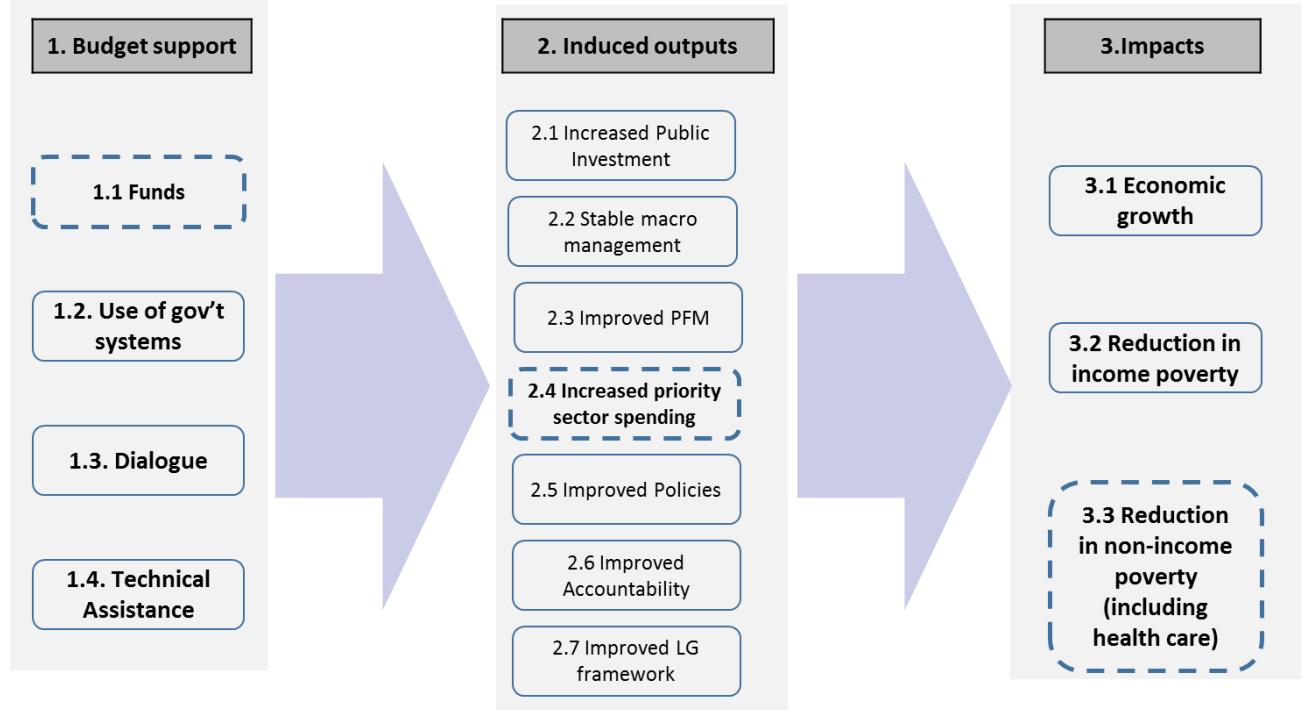 1. Budget support
1.1 Funds
1.2. Use of gov’t
systems
1.3. Dialogue
1.4. Technical
Assistance
2. Induced outputs
2.1 Increased Public
Investment
2.2 Stable macro
management
2.3 Improved PFM
2.4 Increased priority
sector spending
2.5 Improved Policies
2.6 Improved
Accountability
2.7 Improved LG
framework
3.Impacts
3.1 Economic
growth
3.2 Reduction in
income poverty
3.3 Reduction
in non-income
poverty
(including
health care)